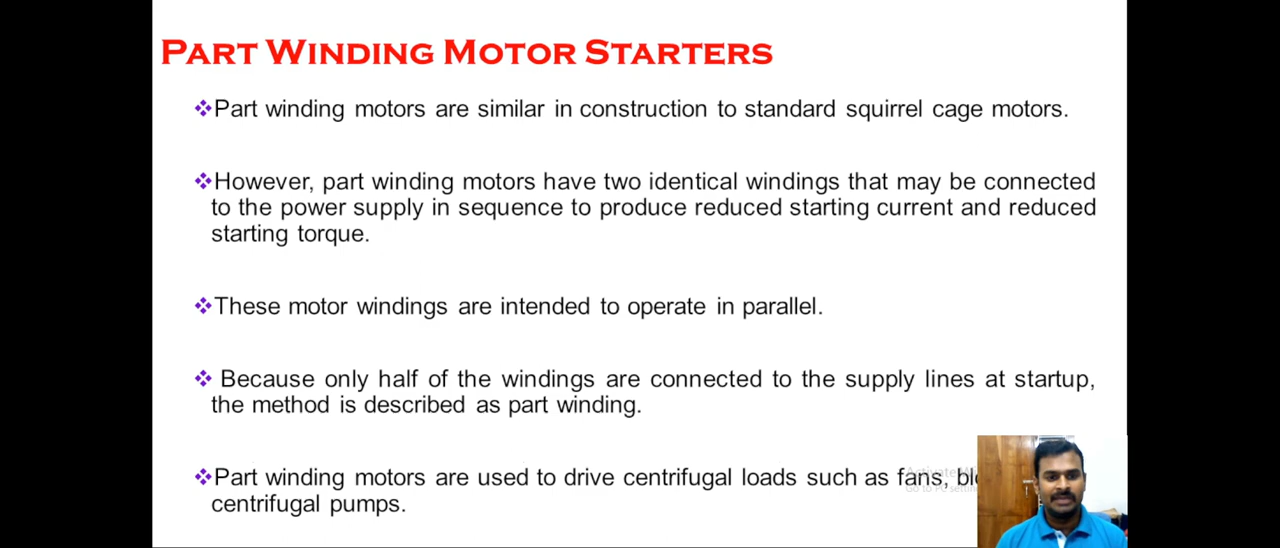 PART WINDING MOTOR STARTERS
Part winding motors are similar in construction to standard squirrel cage motors.
However, part winding motors have two identical windings that may be connected
to the power supply in sequence to produce reduced starting current and reduced
starting torque.
These motor windings are intended to operate in parallel.
Because only half of the windings are connected to the supply lines at startup,
the method is described as part winding.
Part winding motors are used to drive centrifugal loads such as fans,
centrifugal pumps.
Activate
Go to PC